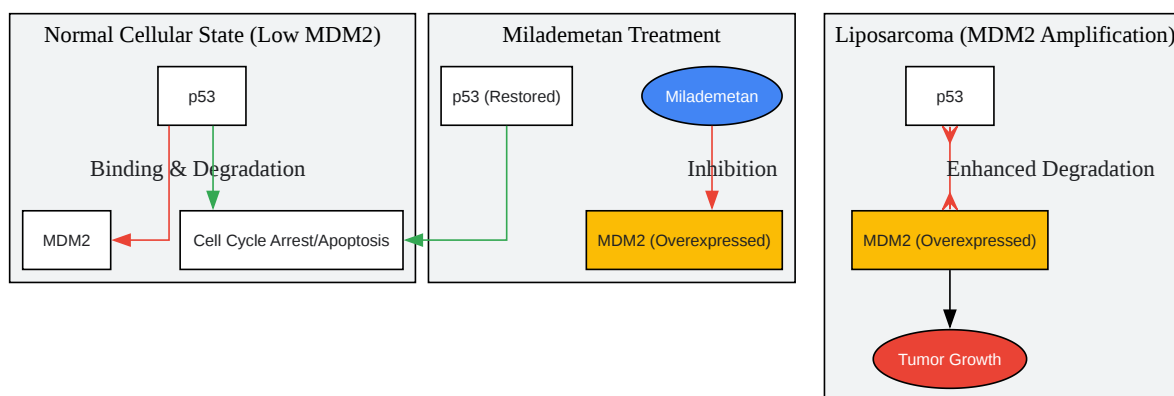 Normal Cellular State (Low MDM2)
p53
Binding & Degradation
MDM2
Cell Cycle Arrest/Apoptosis
Milademetan Treatment
p53 (Restored)
Milademetan
Inhibition
MDM2 (Overexpressed)
Liposarcoma (MDM2 Amplification)
p53
Enhanced Degradation
MDM2 (Overexpressed)
Tumor Growth